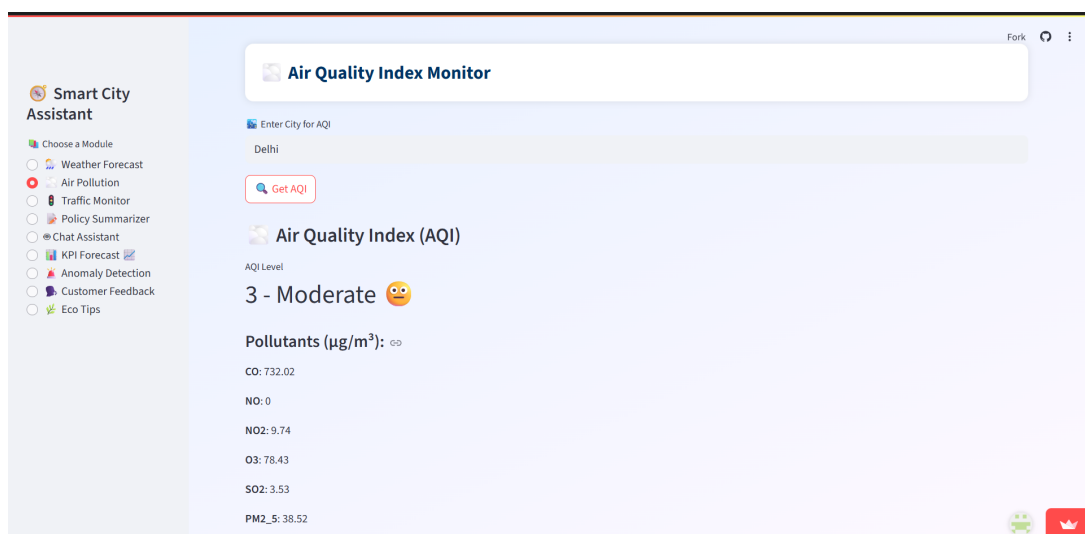 Fork
Smart City
Assistant
Choose a Module
Weather Forecast
Air Pollution
Traffic Monitor
Policy Summarizer
Chat Assistant
KPI Forecast
Anomaly Detection
Customer Feedback
Eco Tips
Air Quality Index Monitor
Enter City for AQI
Delhi
Get AQI
Air Quality Index (AQI)
AQI Level
3 - Moderate
Pollutants (µg/m³):
CO: 732.02
NO: 0
NO2: 9.74
O3: 78.43
SO2: 3.53
PM2_5: 38.52